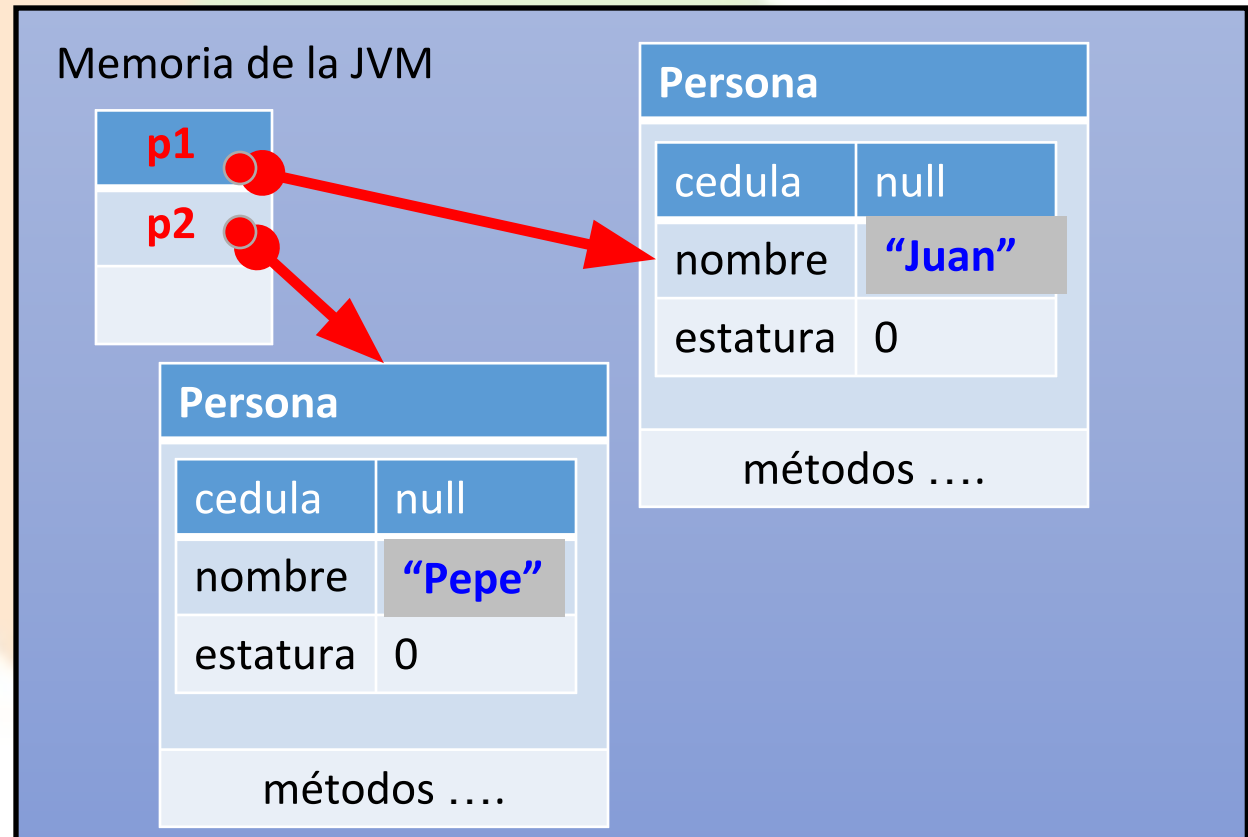 Memoria de la JVM
p1
p2
Persona
cedula null
nombre “Juan”
estatura 0
métodos ….
Persona
cedula null
nombre “Pepe”
estatura 0
métodos ….